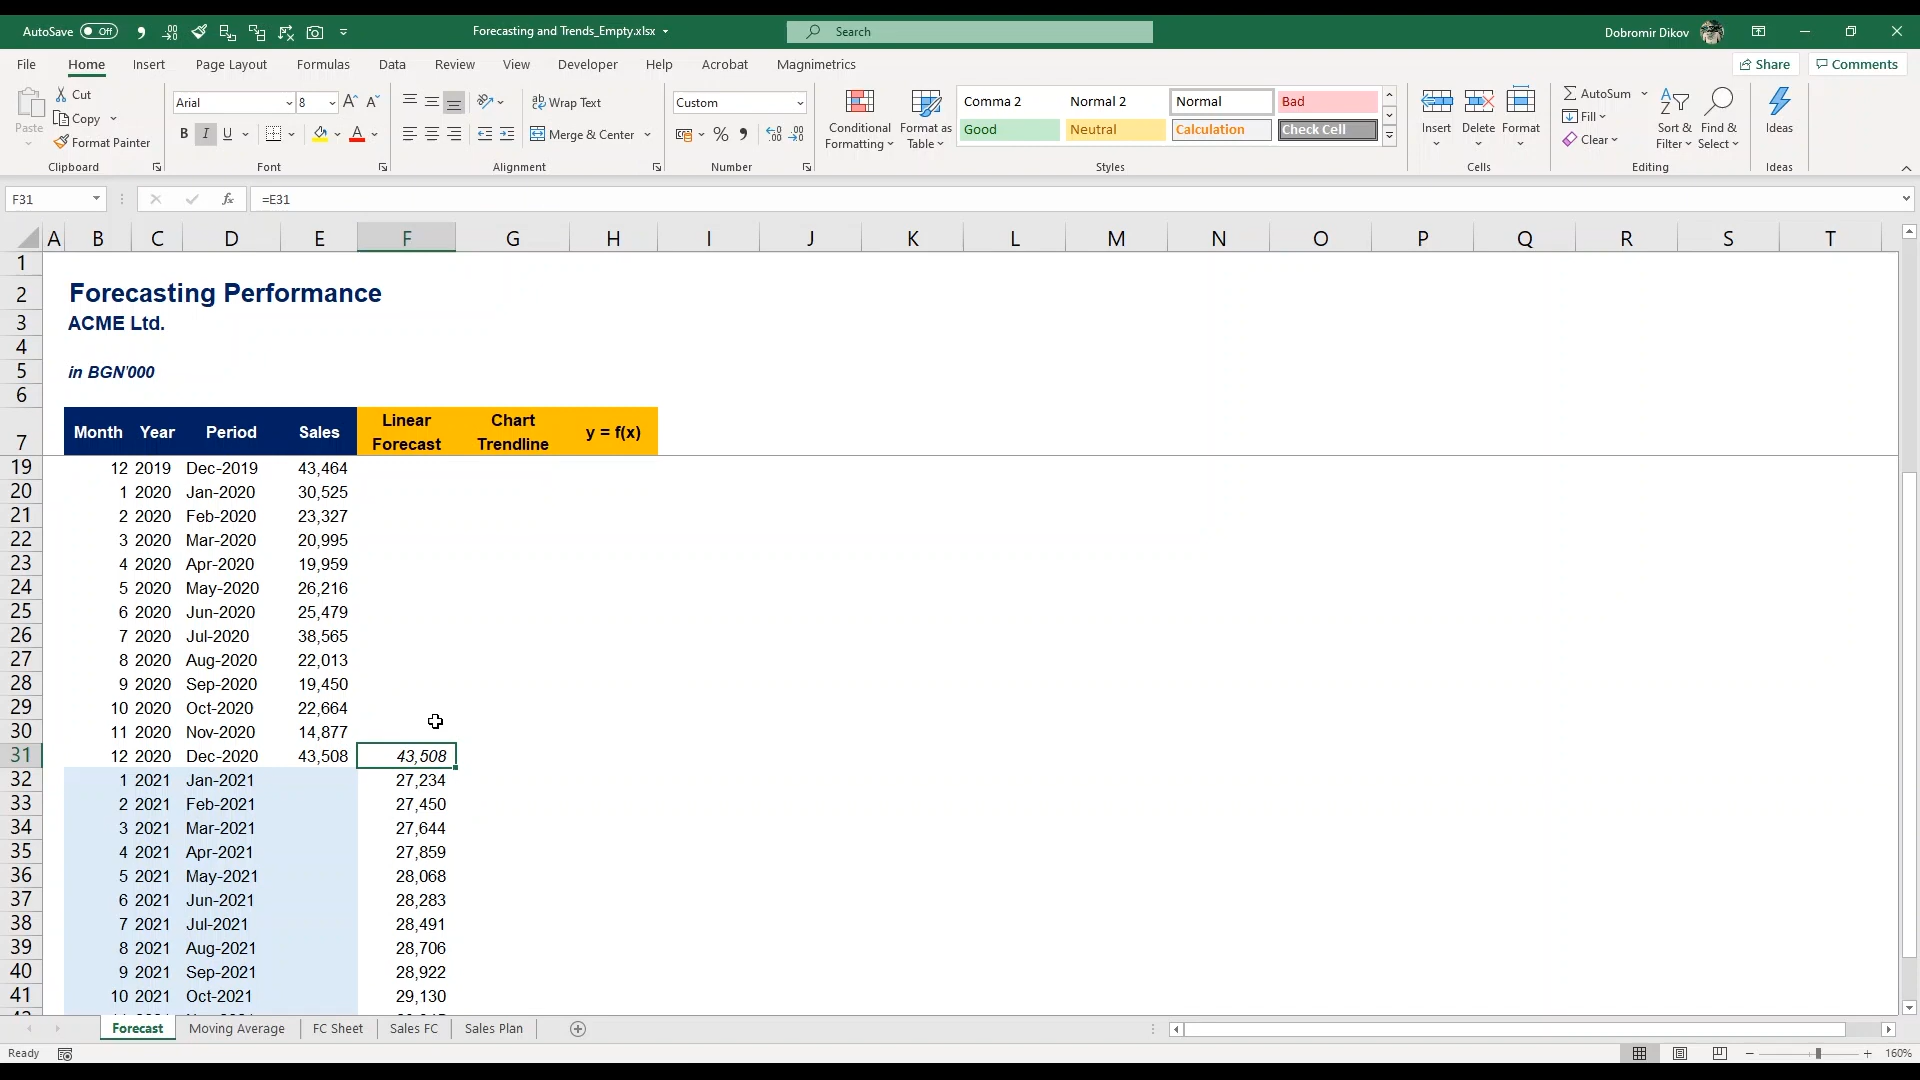 AutoSave Off Forecasting and Trends_Empty.xlsx Search Dobromir Dikov
File Home Insert Page Layout Formulas Data Review View Developer Help Acrobat Magnimetrics Share Comments
Paste Cut Copy Format Painter Clipboard
Arial 8 B I U Font
Wrap Text Merge & Center Alignment
Custom % Number
Conditional Formatting Format as Table
Comma 2 Normal 2 Normal Bad
Good Neutral Calculation Check Cell
Styles
Insert Delete Format Cells
AutoSum Fill Clear Sort & Filter Find & Select Editing
Ideas Ideas
F31 fx =E31
A B C D E F G H I J K L M N O P Q R S T
1
2 Forecasting Performance
3 ACME Ltd.
4
5 in BGN'000
6
7 Month Year Period Sales Linear Forecast Chart Trendline y = f(x)
19 12 2019 Dec-2019 43,464
20 1 2020 Jan-2020 30,525
21 2 2020 Feb-2020 23,327
22 3 2020 Mar-2020 20,995
23 4 2020 Apr-2020 19,959
24 5 2020 May-2020 26,216
25 6 2020 Jun-2020 25,479
26 7 2020 Jul-2020 38,565
27 8 2020 Aug-2020 22,013
28 9 2020 Sep-2020 19,450
29 10 2020 Oct-2020 22,664
30 11 2020 Nov-2020 14,877
31 12 2020 Dec-2020 43,508 43,508
32 1 2021 Jan-2021 27,234
33 2 2021 Feb-2021 27,450
34 3 2021 Mar-2021 27,644
35 4 2021 Apr-2021 27,859
36 5 2021 May-2021 28,068
37 6 2021 Jun-2021 28,283
38 7 2021 Jul-2021 28,491
39 8 2021 Aug-2021 28,706
40 9 2021 Sep-2021 28,922
41 10 2021 Oct-2021 29,130
Forecast Moving Average FC Sheet Sales FC Sales Plan
Ready 160%